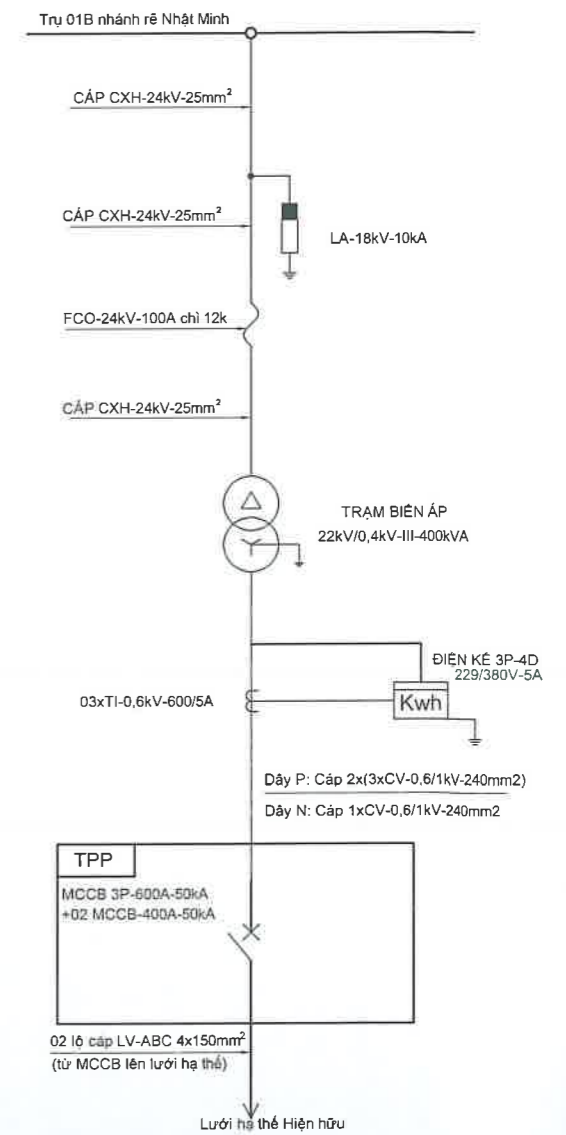 Trụ 01B nhánh rẽ Nhật Minh
CÁP CXH-24kV-25mm²
CÁP CXH-24kV-25mm²
LA-18kV-10kA
FCO-24kV-100A chì 12k
CÁP CXH-24kV-25mm²
TRẠM BIẾN ÁP
22kV/0,4kV-III-400kVA
ĐIỆN KẾ 3P-4D
229/380V-5A
03xTI-0,6kV-600/5A
Kwh
Dây P: Cáp 2x(3xCV-0,6/1kV-240mm2)
Dây N: Cáp 1xCV-0,6/1kV-240mm2
TPP
MCCB 3P-600A-50kA
+02 MCCB-400A-50kA
02 lộ cáp LV-ABC 4x150mm²
(từ MCCB lên lưới hạ thế)
Lưới hạ thế Hiện hữu